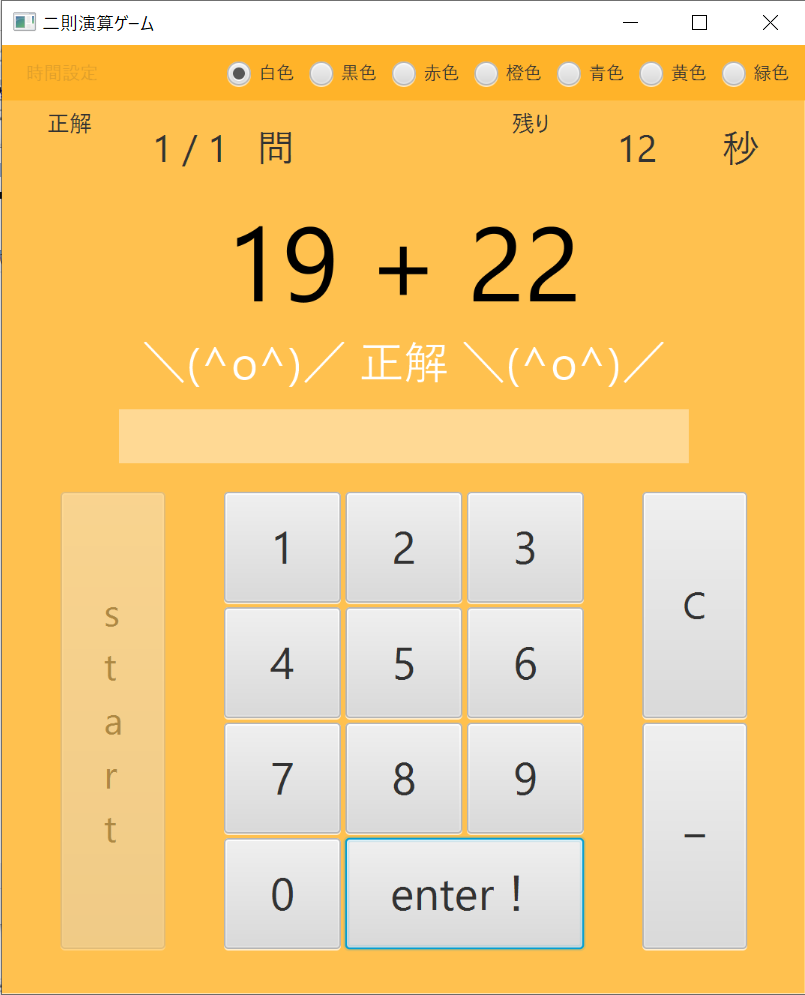 二則演算ゲーム
時間設定 白色 黒色 赤色 橙色 青色 黄色 緑色
正解 1 / 1 問 残り 12 秒
19 + 22
＼(^o^)／ 正解 ＼(^o^)／
start
1 2 3
C
4 5 6
7 8 9
−
0 enter！